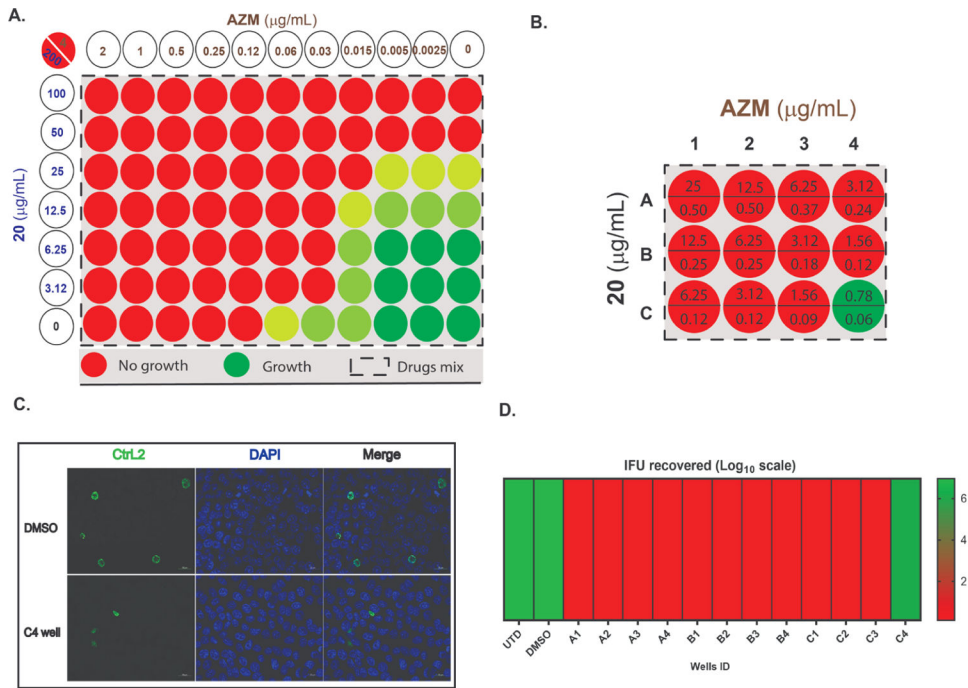 A.
AZM (μg/mL)
200
2 1 0.5 0.25 0.12 0.06 0.03 0.015 0.005 0.0025 0
100
50
25
12.5
6.25
3.12
0
20 (μg/mL)
No growth Growth Drugs mix
B.
AZM (μg/mL)
1 2 3 4
A
25 12.5 6.25 3.12
0.50 0.50 0.37 0.24
B
12.5 6.25 3.12 1.56
0.25 0.25 0.18 0.12
C
6.25 3.12 1.56 0.78
0.12 0.12 0.09 0.06
20 (μg/mL)
C.
CtrL2 DAPI Merge
DMSO
C4 well
D.
IFU recovered (Log10 scale)
6
4
2
UTD DMSO A1 A2 A3 A4 B1 B2 B3 B4 C1 C2 C3 C4
Wells ID